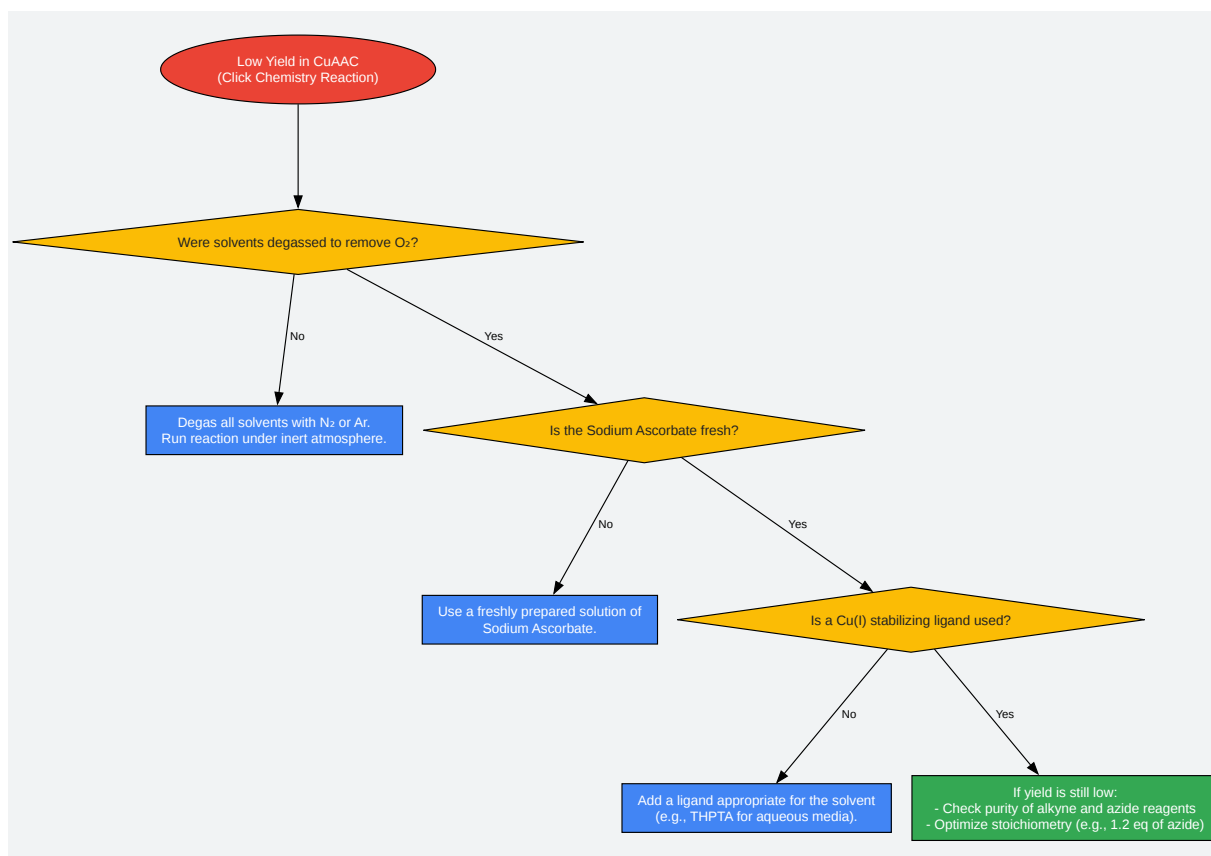 Low Yield in CuAAC
(Click Chemistry Reaction)
Were solvents degassed to remove O₂?
No
Yes
Degas all solvents with N₂ or Ar.
Run reaction under inert atmosphere.
Is the Sodium Ascorbate fresh?
No
Yes
Use a freshly prepared solution of
Sodium Ascorbate.
Is a Cu(I) stabilizing ligand used?
No
Yes
Add a ligand appropriate for the solvent
(e.g., THPTA for aqueous media).
If yield is still low:
- Check purity of alkyne and azide reagents
- Optimize stoichiometry (e.g., 1.2 eq of azide)